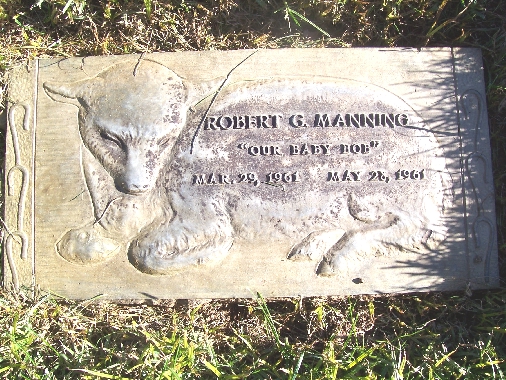 ROBERT G. MANNING
"OUR BABY BOB"
MAR. 29, 1961 MAY 28, 1961